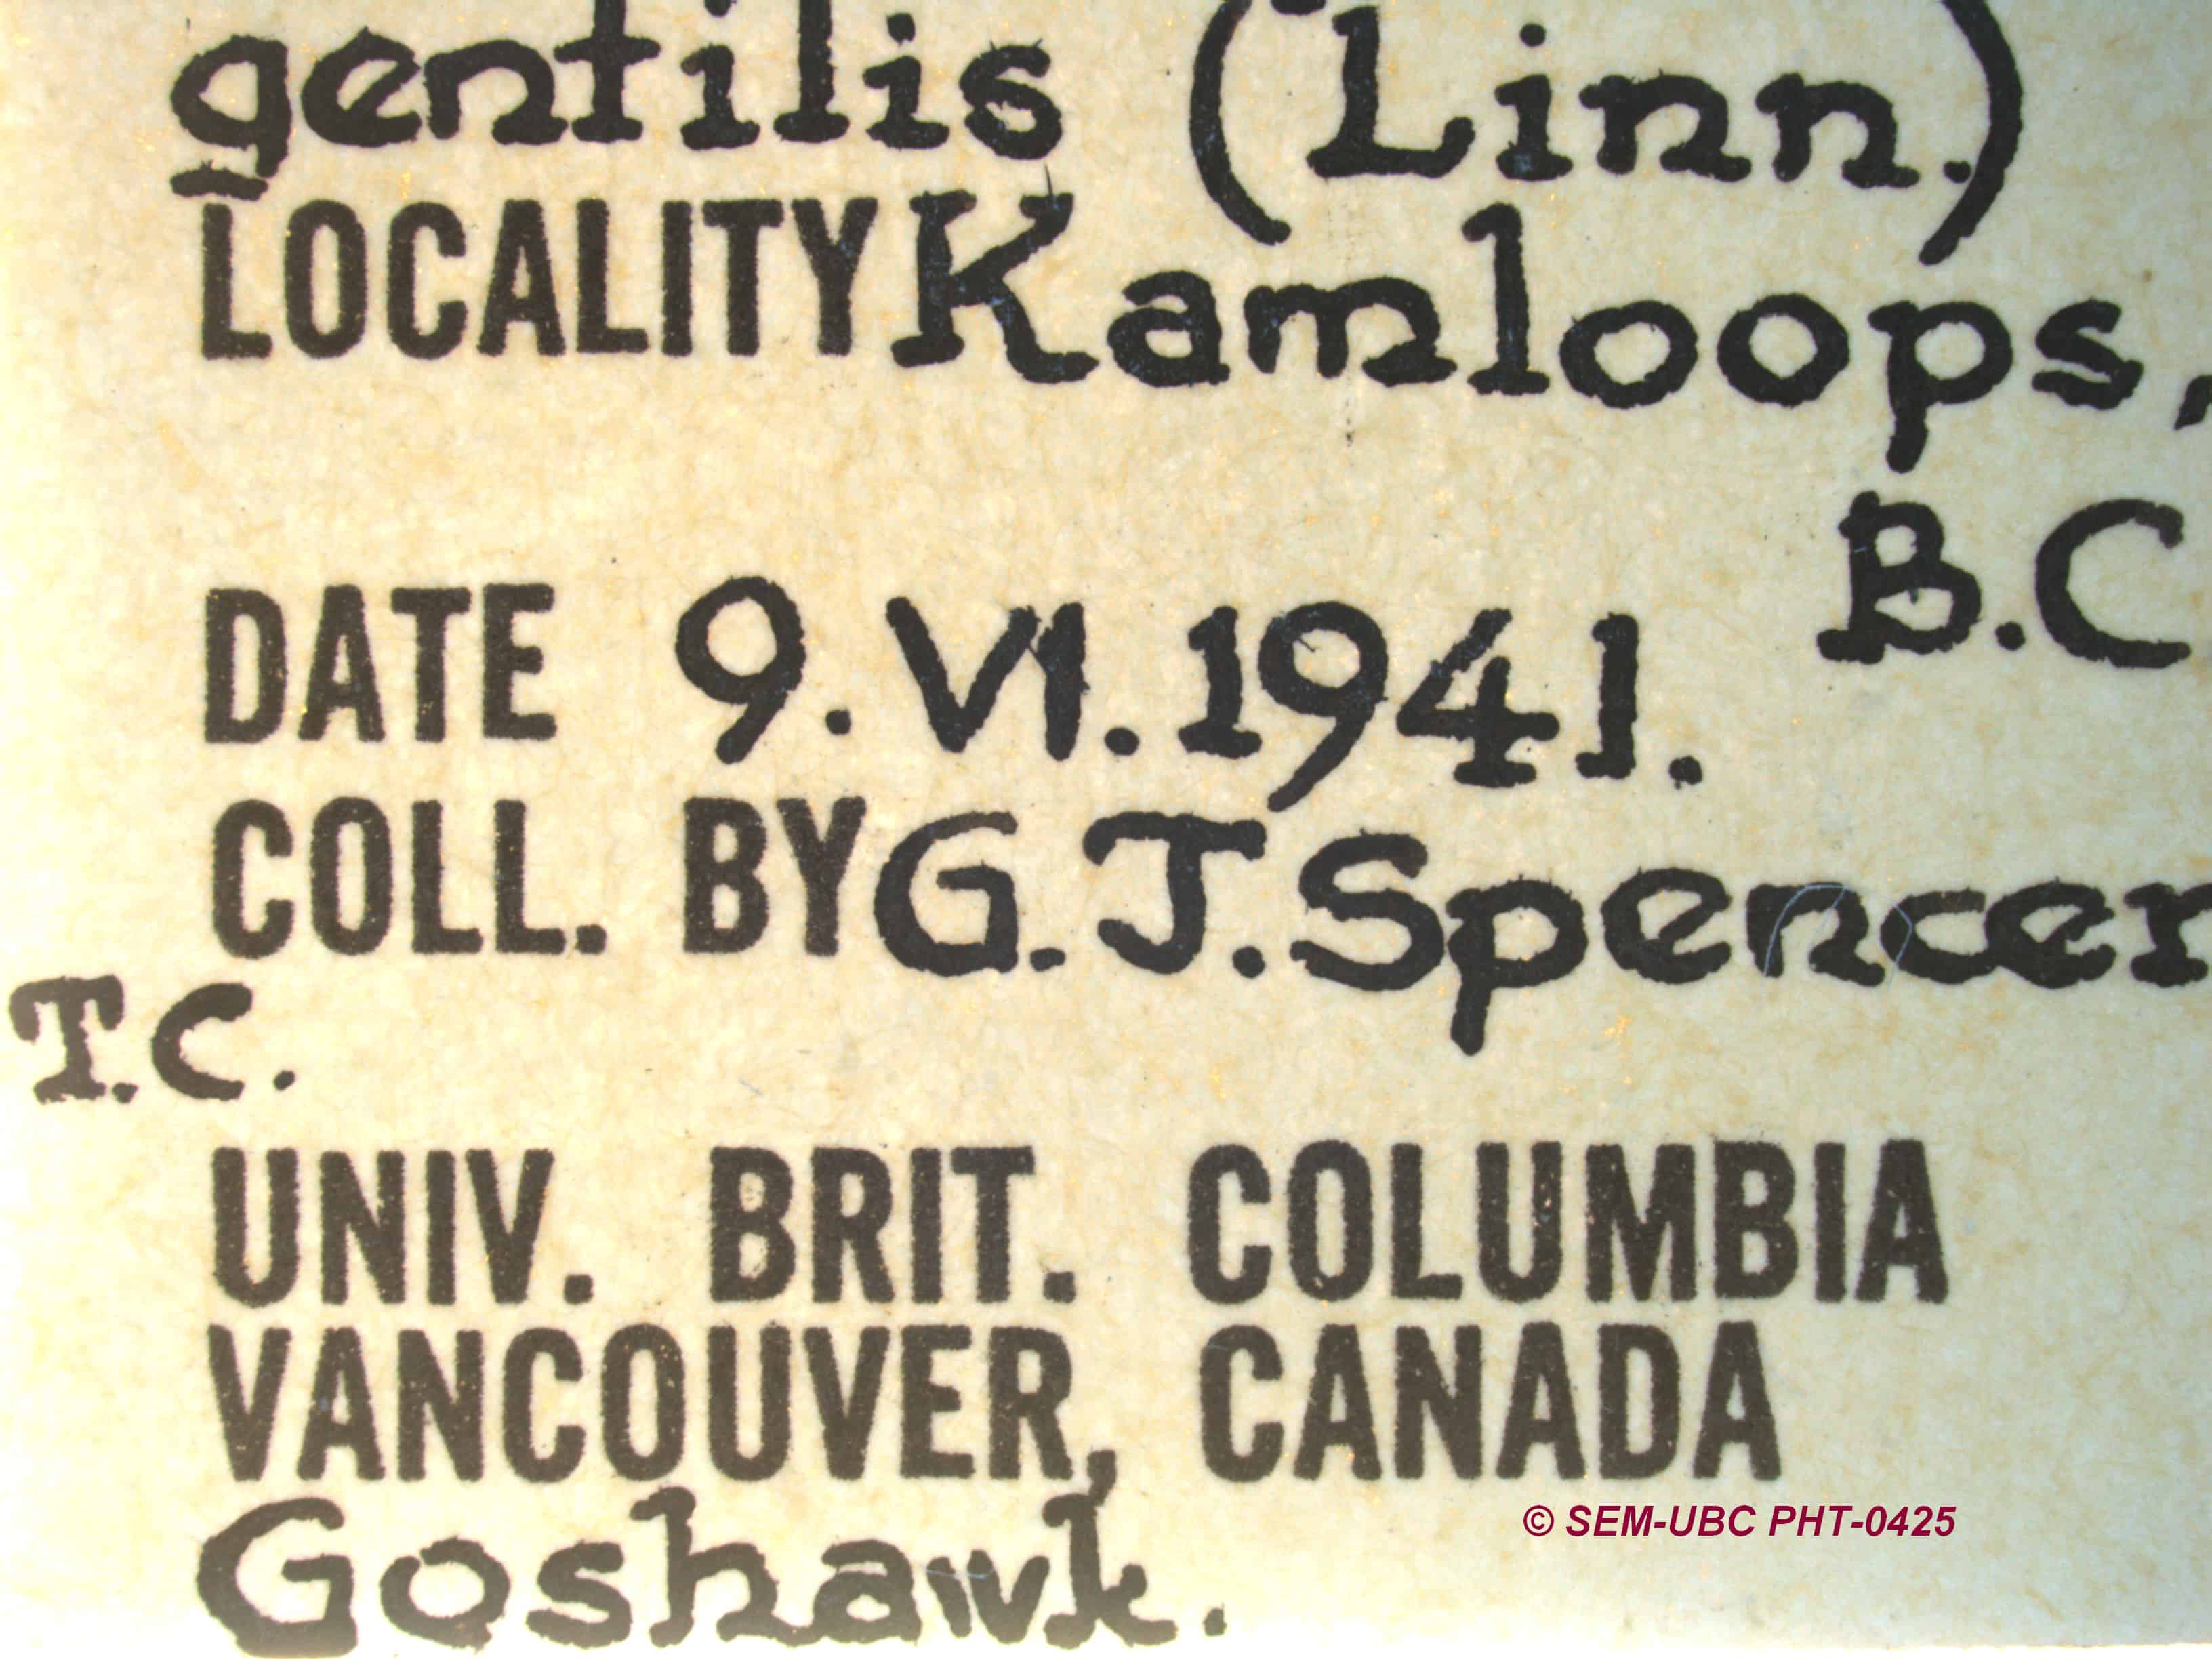 gentilis (Linn.)
LOCALITY Kamloops,
B.C
DATE 9.VI.1941.
COLL. BY G.J.Spencer
T.C.
UNIV. BRIT. COLUMBIA
VANCOUVER, CANADA
Goshawk.
© SEM-UBC PHT-0425